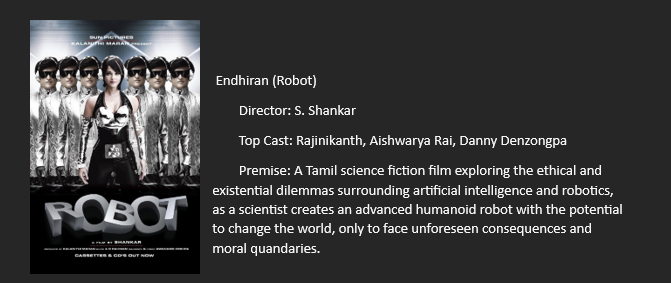 SUN PICTURES
KALANITHI MARAN PRESENTS
ROBOT
A FILM BY SHANKAR
CASSETTES & CD'S OUT NOW
Endhiran (Robot)
Director: S. Shankar
Top Cast: Rajinikanth, Aishwarya Rai, Danny Denzongpa
Premise: A Tamil science fiction film exploring the ethical and
existential dilemmas surrounding artificial intelligence and robotics,
as a scientist creates an advanced humanoid robot with the potential
to change the world, only to face unforeseen consequences and
moral quandaries.